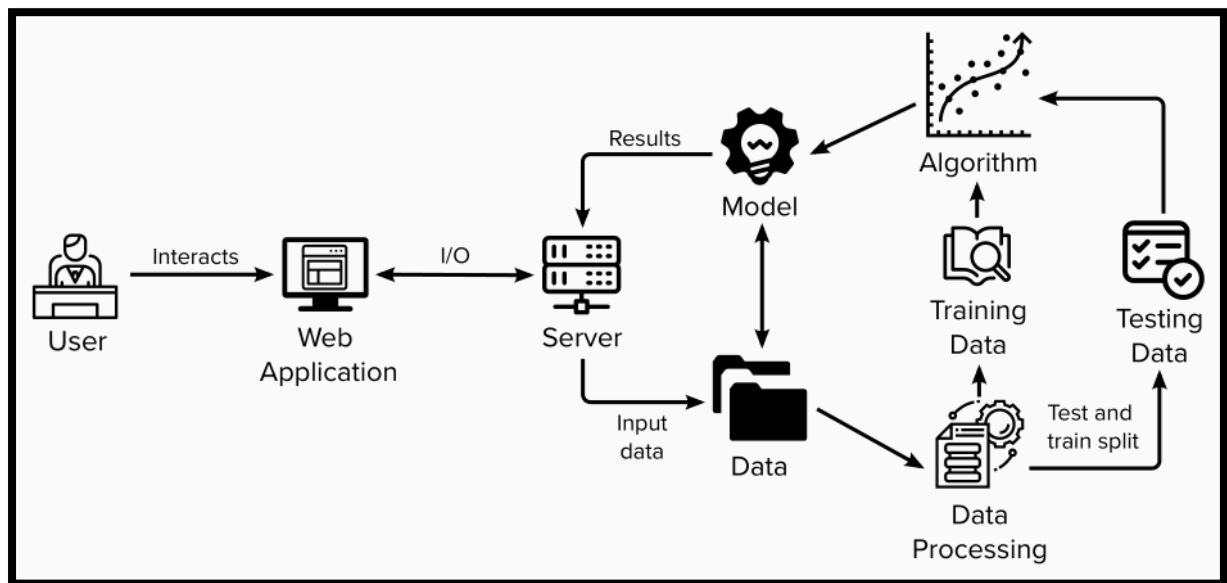 User
Interacts
Web
Application
I/O
Server
Results
Input
data
Model
Data
Algorithm
Training
Data
Testing
Data
Test and
train split
Data
Processing